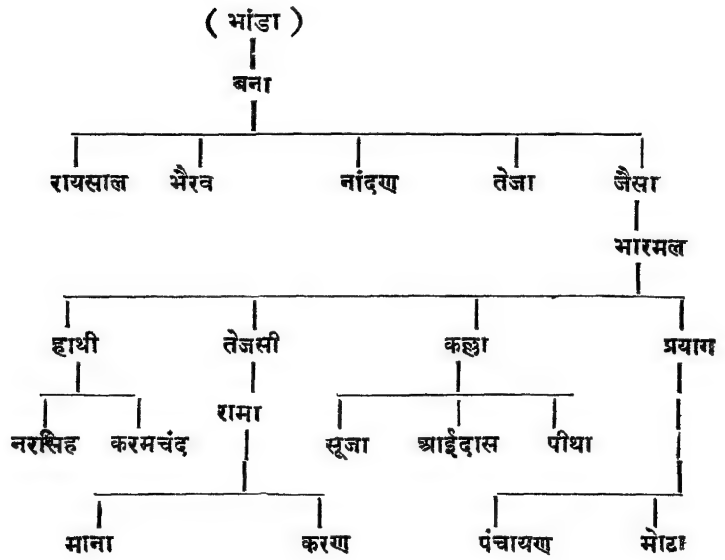 ( भांडा )
बना
रायसाल भैरव नांदण तेजा जैसा
भारमल
हाथी तेजसी कल्ला प्रयाग
रामा
नरसिंह करमचंद सूजा आईदास पीथा
माना करण पंचायण मोटा